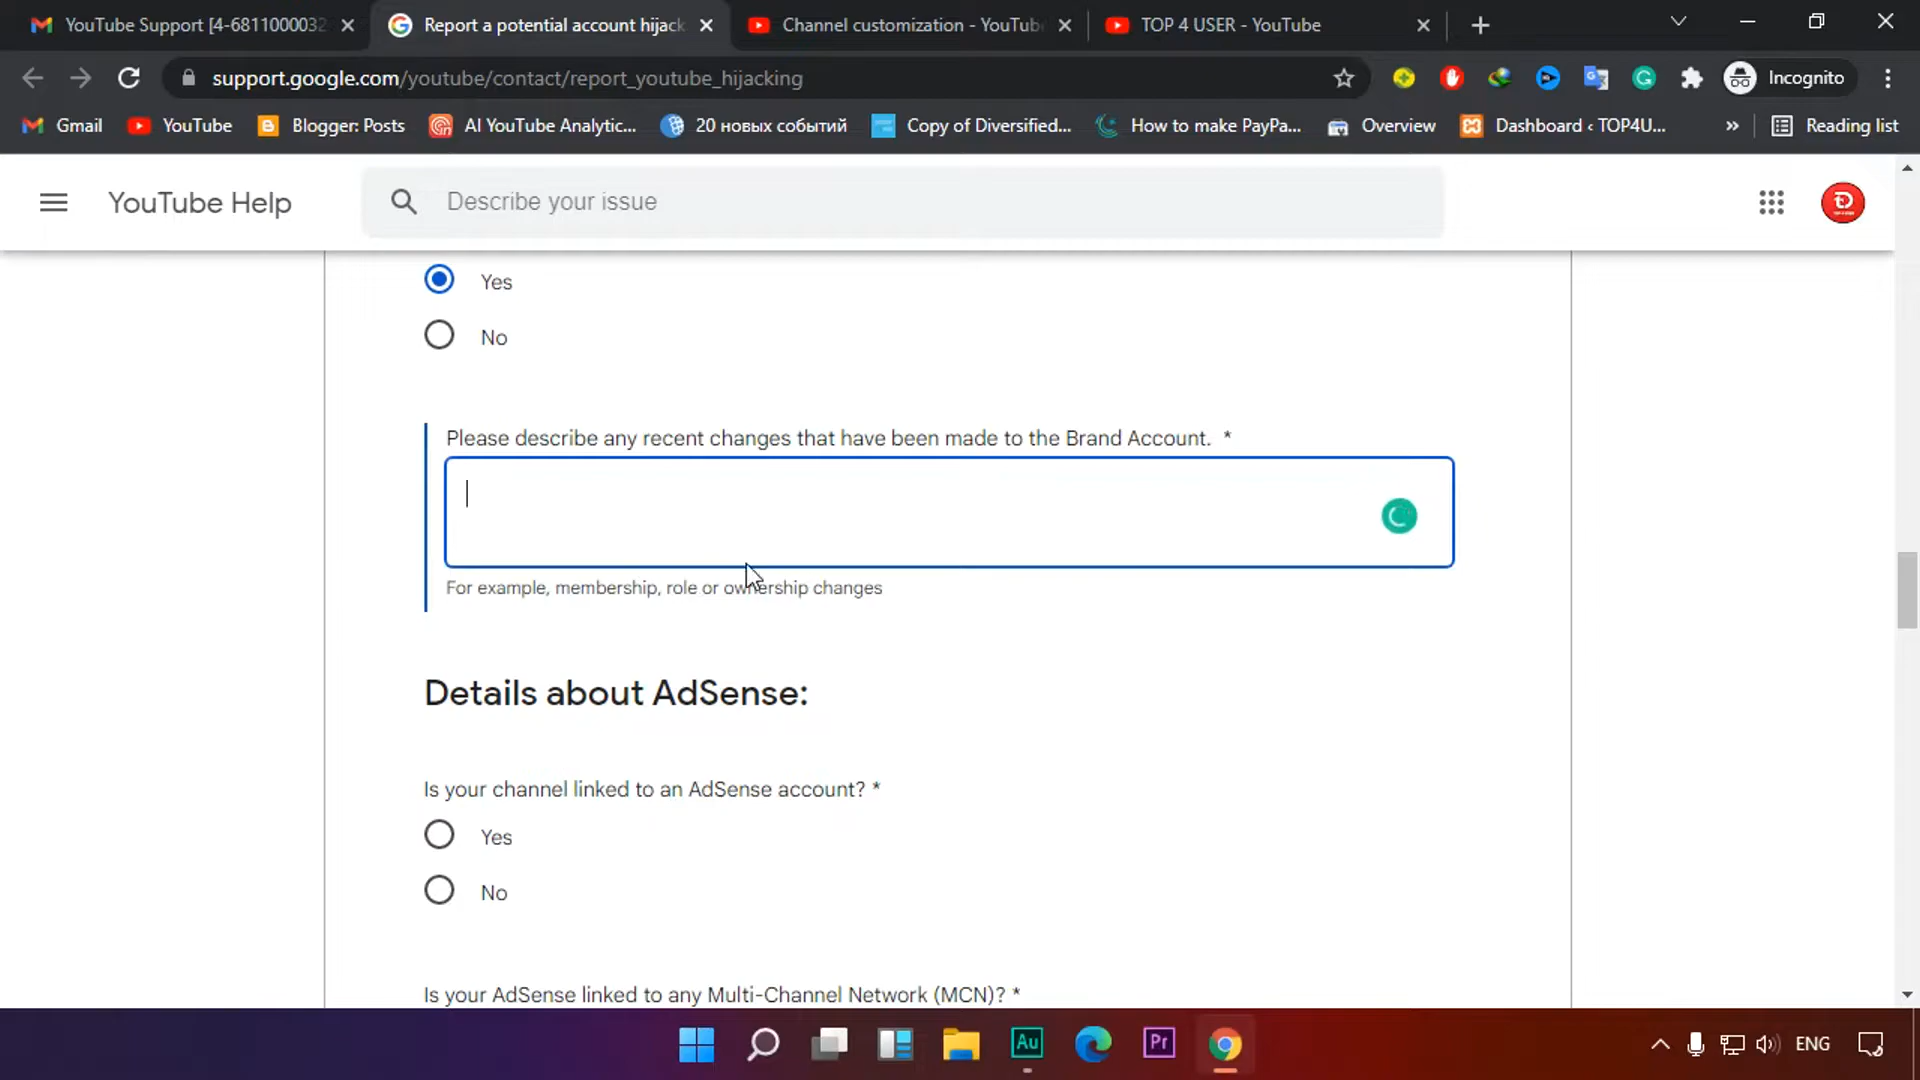 YouTube Support [4-6811000032
Report a potential account hijack
Channel customization - YouTube
TOP 4 USER - YouTube
support.google.com/youtube/contact/report_youtube_hijacking
Incognito
Gmail
YouTube
Blogger: Posts
AI YouTube Analytic...
20 новых событий
Copy of Diversified...
How to make PayPa...
Overview
Dashboard ‹ TOP4U...
»
Reading list
YouTube Help
Describe your issue
Yes
No
Please describe any recent changes that have been made to the Brand Account. *
For example, membership, role or ownership changes
Details about AdSense:
Is your channel linked to an AdSense account? *
Yes
No
Is your AdSense linked to any Multi-Channel Network (MCN)? *
Au
Pr
ENG